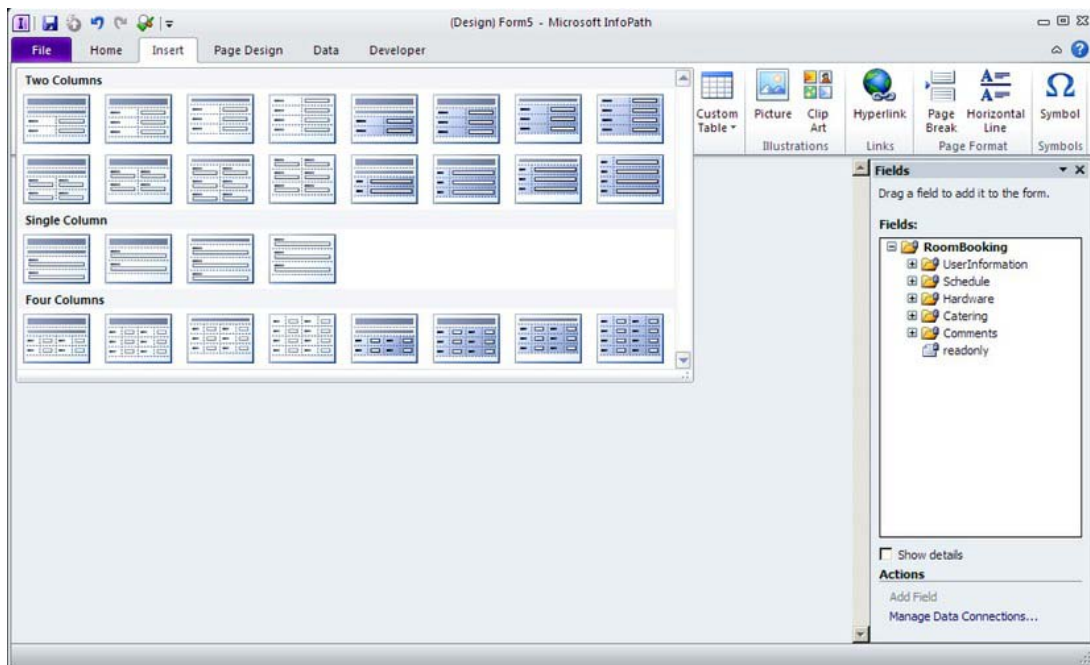 (Design) Form5 - Microsoft InfoPath
File Home Insert Page Design Data Developer
Two Columns
Single Column
Four Columns
Custom Table
Picture
Clip Art
Hyperlink
Page Break
Horizontal Line
Symbol
Illustrations
Links
Page Format
Symbols
Fields
Drag a field to add it to the form.
Fields:
RoomBooking
UserInformation
Schedule
Hardware
Catering
Comments
readonly
Show details
Actions
Add Field
Manage Data Connections...